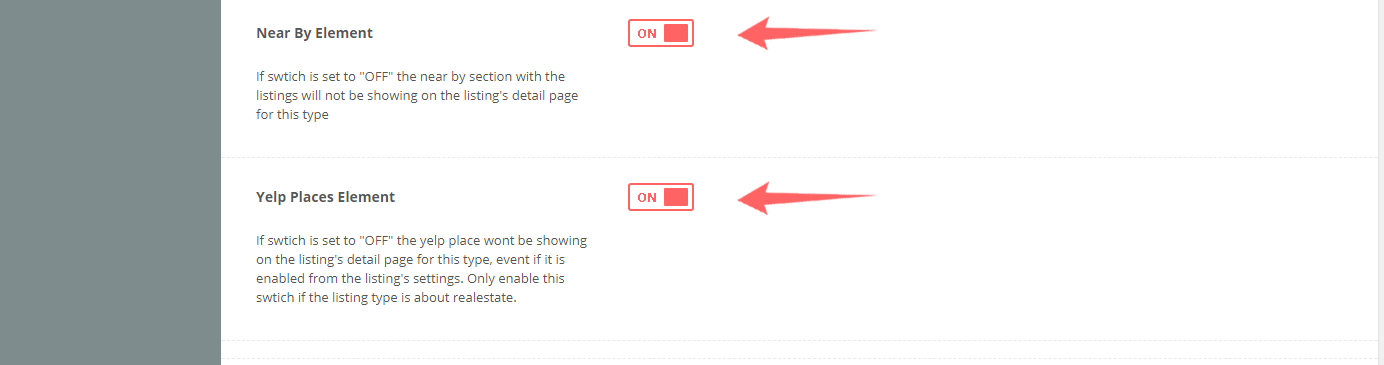 Near By Element
ON
If swtich is set to "OFF" the near by section with the
listings will not be showing on the listing's detail page
for this type
Yelp Places Element
ON
If swtich is set to "OFF" the yelp place wont be showing
on the listing's detail page for this type, event if it is
enabled from the listing's settings. Only enable this
swtich if the listing type is about realestate.